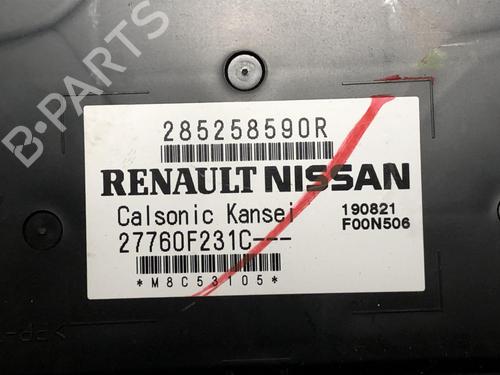 B-PARTS
285258590R
RENAULT NISSAN
Calsonic Kansei
190821
27760F231C---
F00N506
*M8C53105*